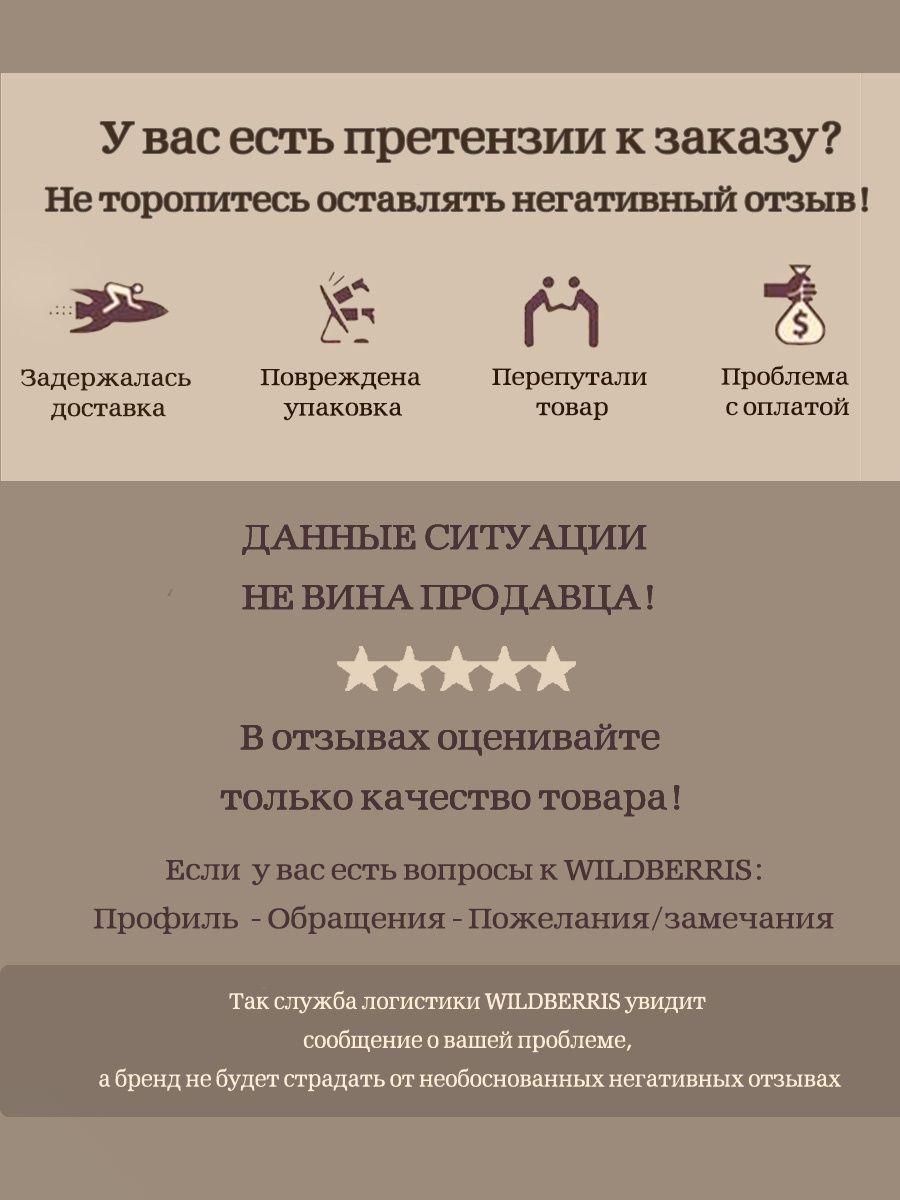 У вас есть претензии к заказу?
Не торопитесь оставлять негативный отзыв!
Задержалась
доставка
Повреждена
упаковка
Перепутали
товар
Проблема
с оплатой
ДАННЫЕ СИТУАЦИИ
НЕ ВИНА ПРОДАВЦА!
В отзывах оценивайте
только качество товара!
Если у вас есть вопросы к WILDBERRIS:
Профиль - Обращения - Пожелания/замечания
Так служба логистики WILDBERRIS увидит
сообщение о вашей проблеме,
а бренд не будет страдать от необоснованных негативных отзывах